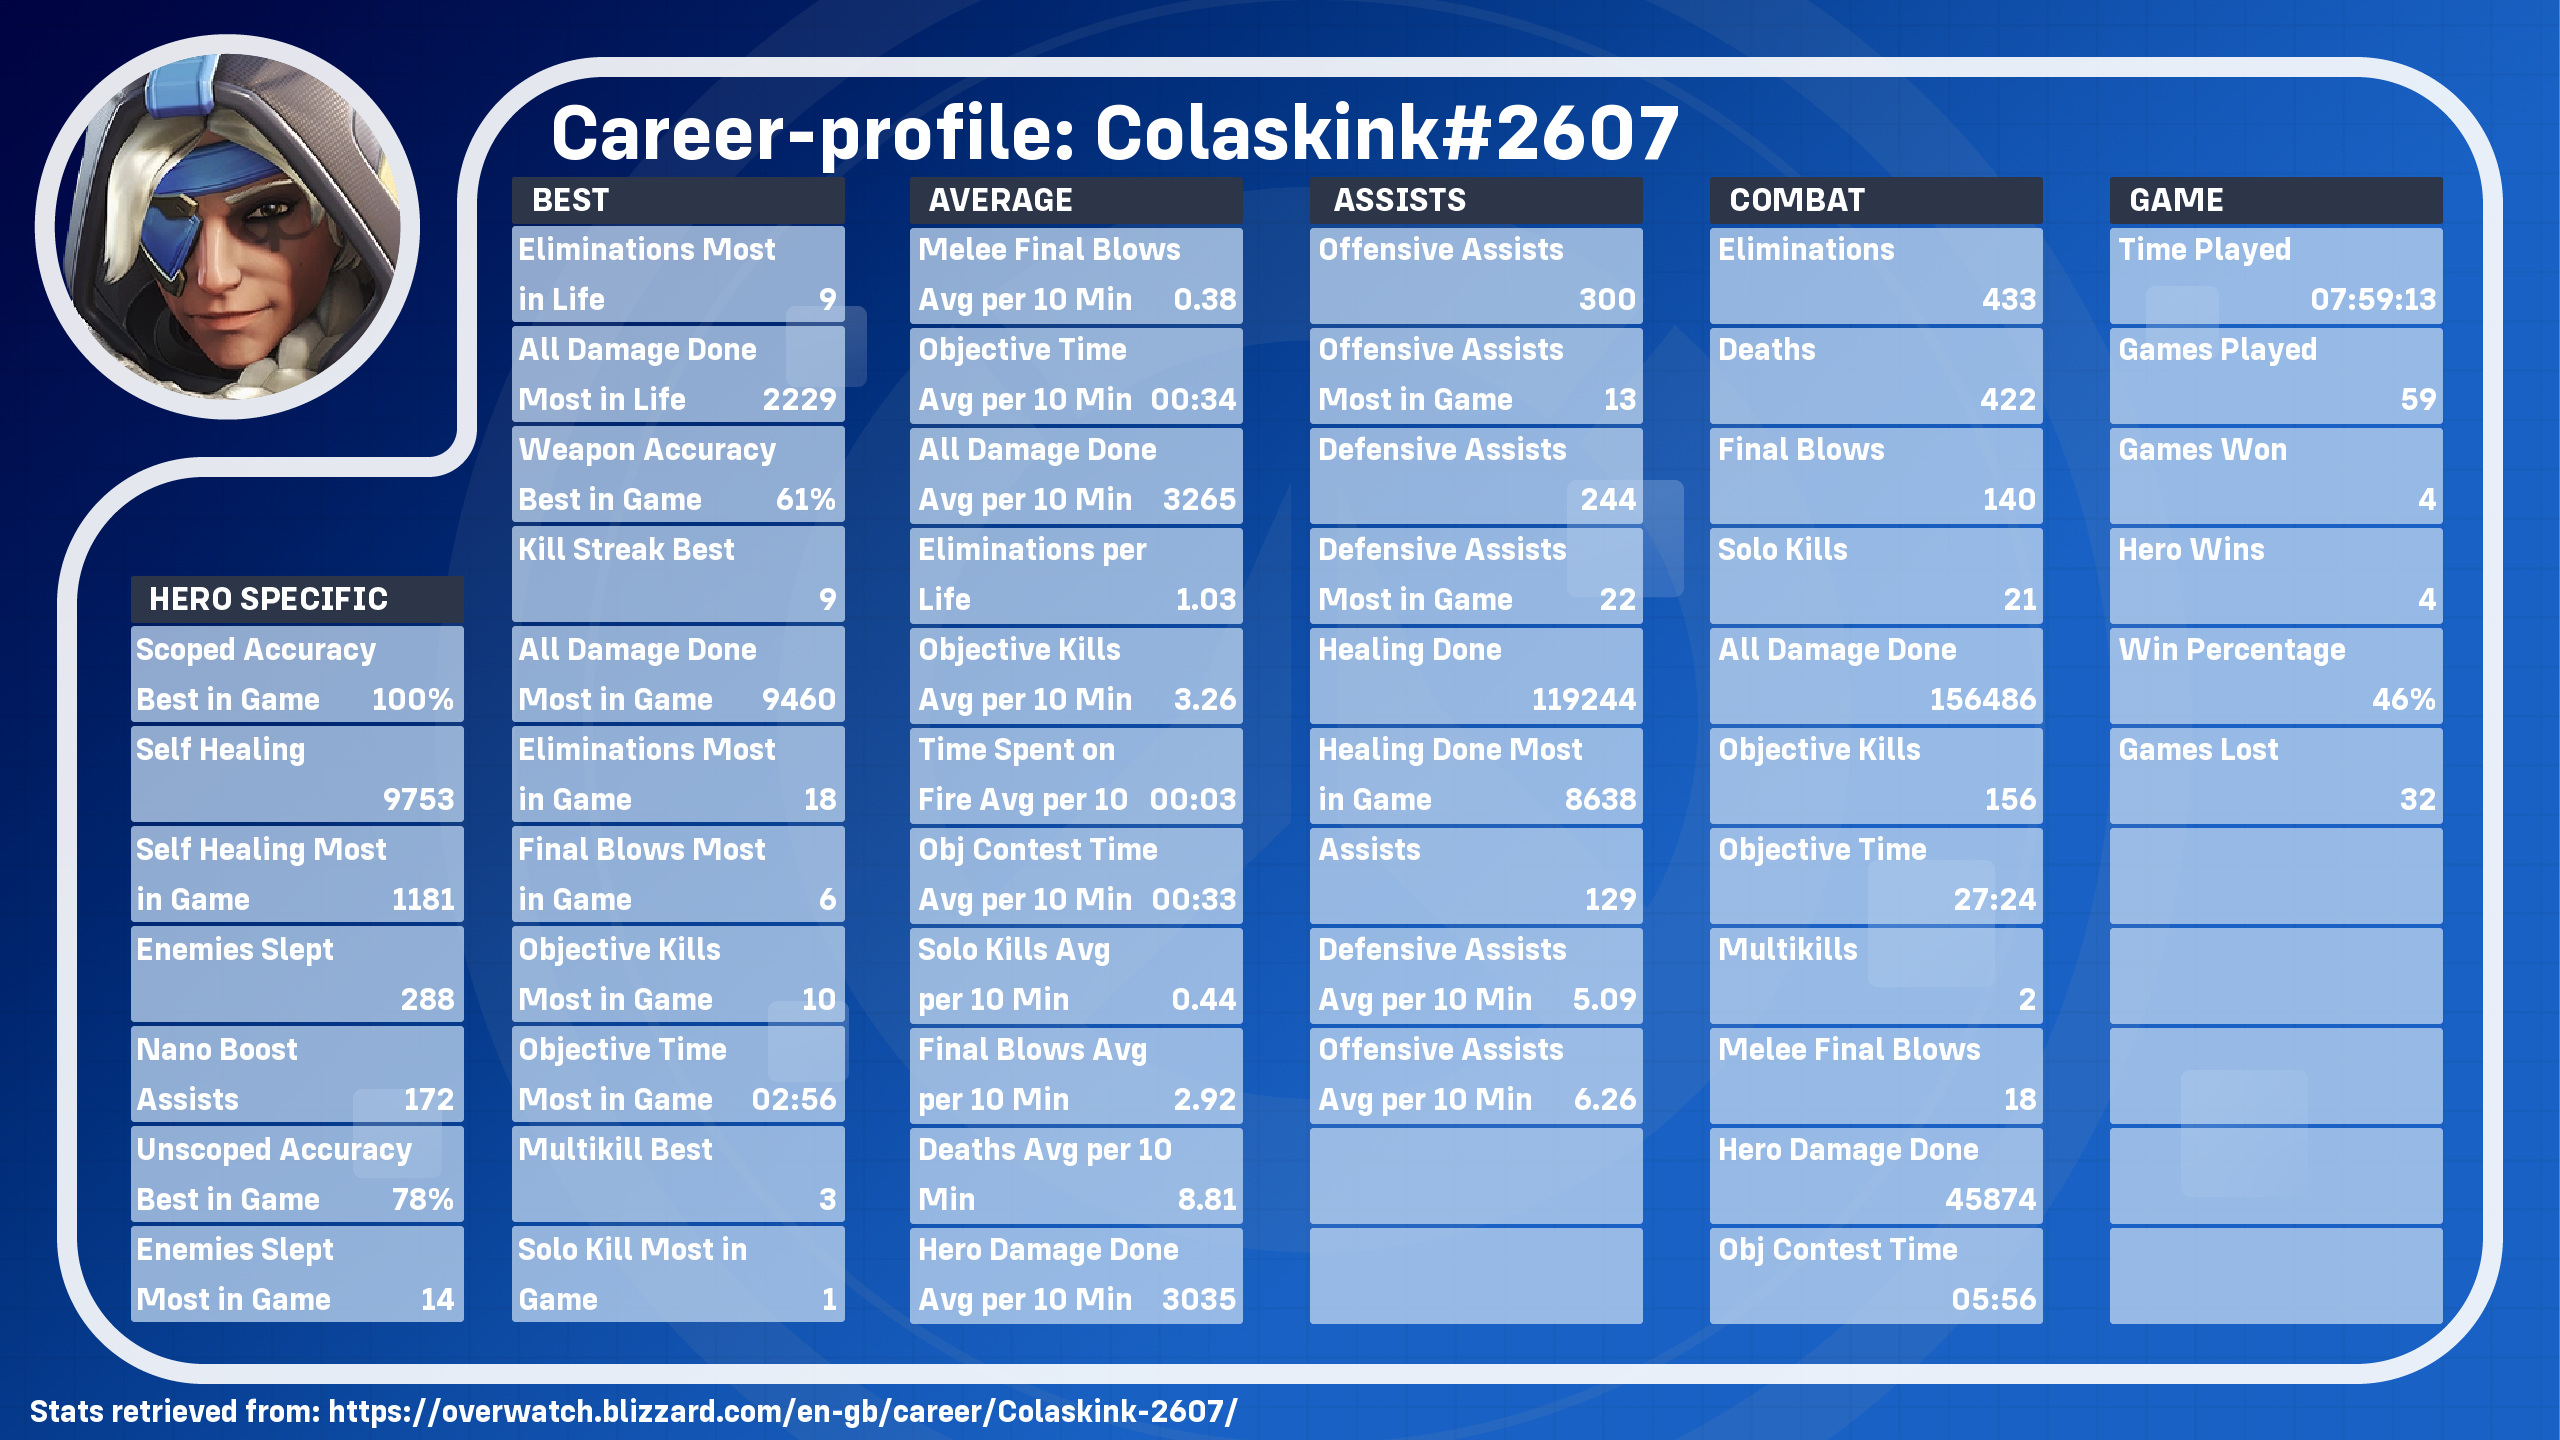 Career-profile: Colaskink#2607
HERO SPECIFIC
Scoped Accuracy
Best in Game 100%
Self Healing
9753
Self Healing Most
in Game 1181
Enemies Slept
288
Nano Boost
Assists 172
Unscoped Accuracy
Best in Game 78%
Enemies Slept
Most in Game 14
BEST
Eliminations Most
in Life 9
All Damage Done
Most in Life 2229
Weapon Accuracy
Best in Game 61%
Kill Streak Best
9
All Damage Done
Most in Game 9460
Eliminations Most
in Game 18
Final Blows Most
in Game 6
Objective Kills
Most in Game 10
Objective Time
Most in Game 02:56
Multikill Best
3
Solo Kill Most in
Game 1
AVERAGE
Melee Final Blows
Avg per 10 Min 0.38
Objective Time
Avg per 10 Min 00:34
All Damage Done
Avg per 10 Min 3265
Eliminations per
Life 1.03
Objective Kills
Avg per 10 Min 3.26
Time Spent on
Fire Avg per 10 00:03
Obj Contest Time
Avg per 10 Min 00:33
Solo Kills Avg
per 10 Min 0.44
Final Blows Avg
per 10 Min 2.92
Deaths Avg per 10
Min 8.81
Hero Damage Done
Avg per 10 Min 3035
ASSISTS
Offensive Assists
300
Offensive Assists
Most in Game 13
Defensive Assists
244
Defensive Assists
Most in Game 22
Healing Done
119244
Healing Done Most
in Game 8638
Assists
129
Defensive Assists
Avg per 10 Min 5.09
Offensive Assists
Avg per 10 Min 6.26
COMBAT
Eliminations
433
Deaths
422
Final Blows
140
Solo Kills
21
All Damage Done
156486
Objective Kills
156
Objective Time
27:24
Multikills
2
Melee Final Blows
18
Hero Damage Done
45874
Obj Contest Time
05:56
GAME
Time Played
07:59:13
Games Played
59
Games Won
4
Hero Wins
4
Win Percentage
46%
Games Lost
32
Stats retrieved from: https://overwatch.blizzard.com/en-gb/career/Colaskink-2607/